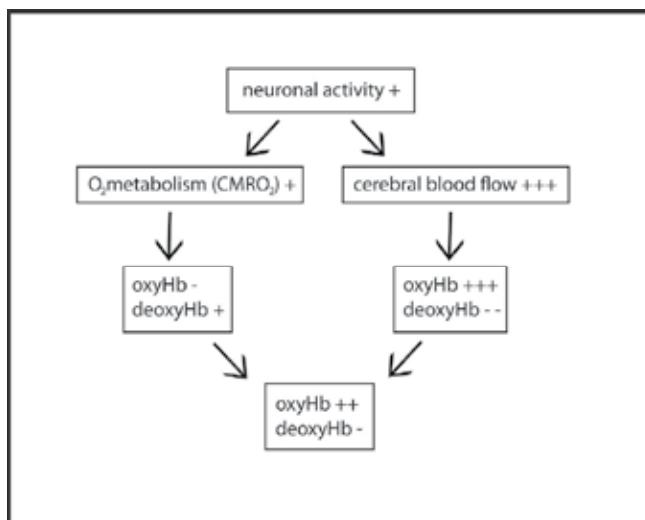 neuronal activity +
O₂metabolism (CMRO₂) +
cerebral blood flow +++
oxyHb -
deoxyHb +
oxyHb +++
deoxyHb - -
oxyHb ++
deoxyHb -